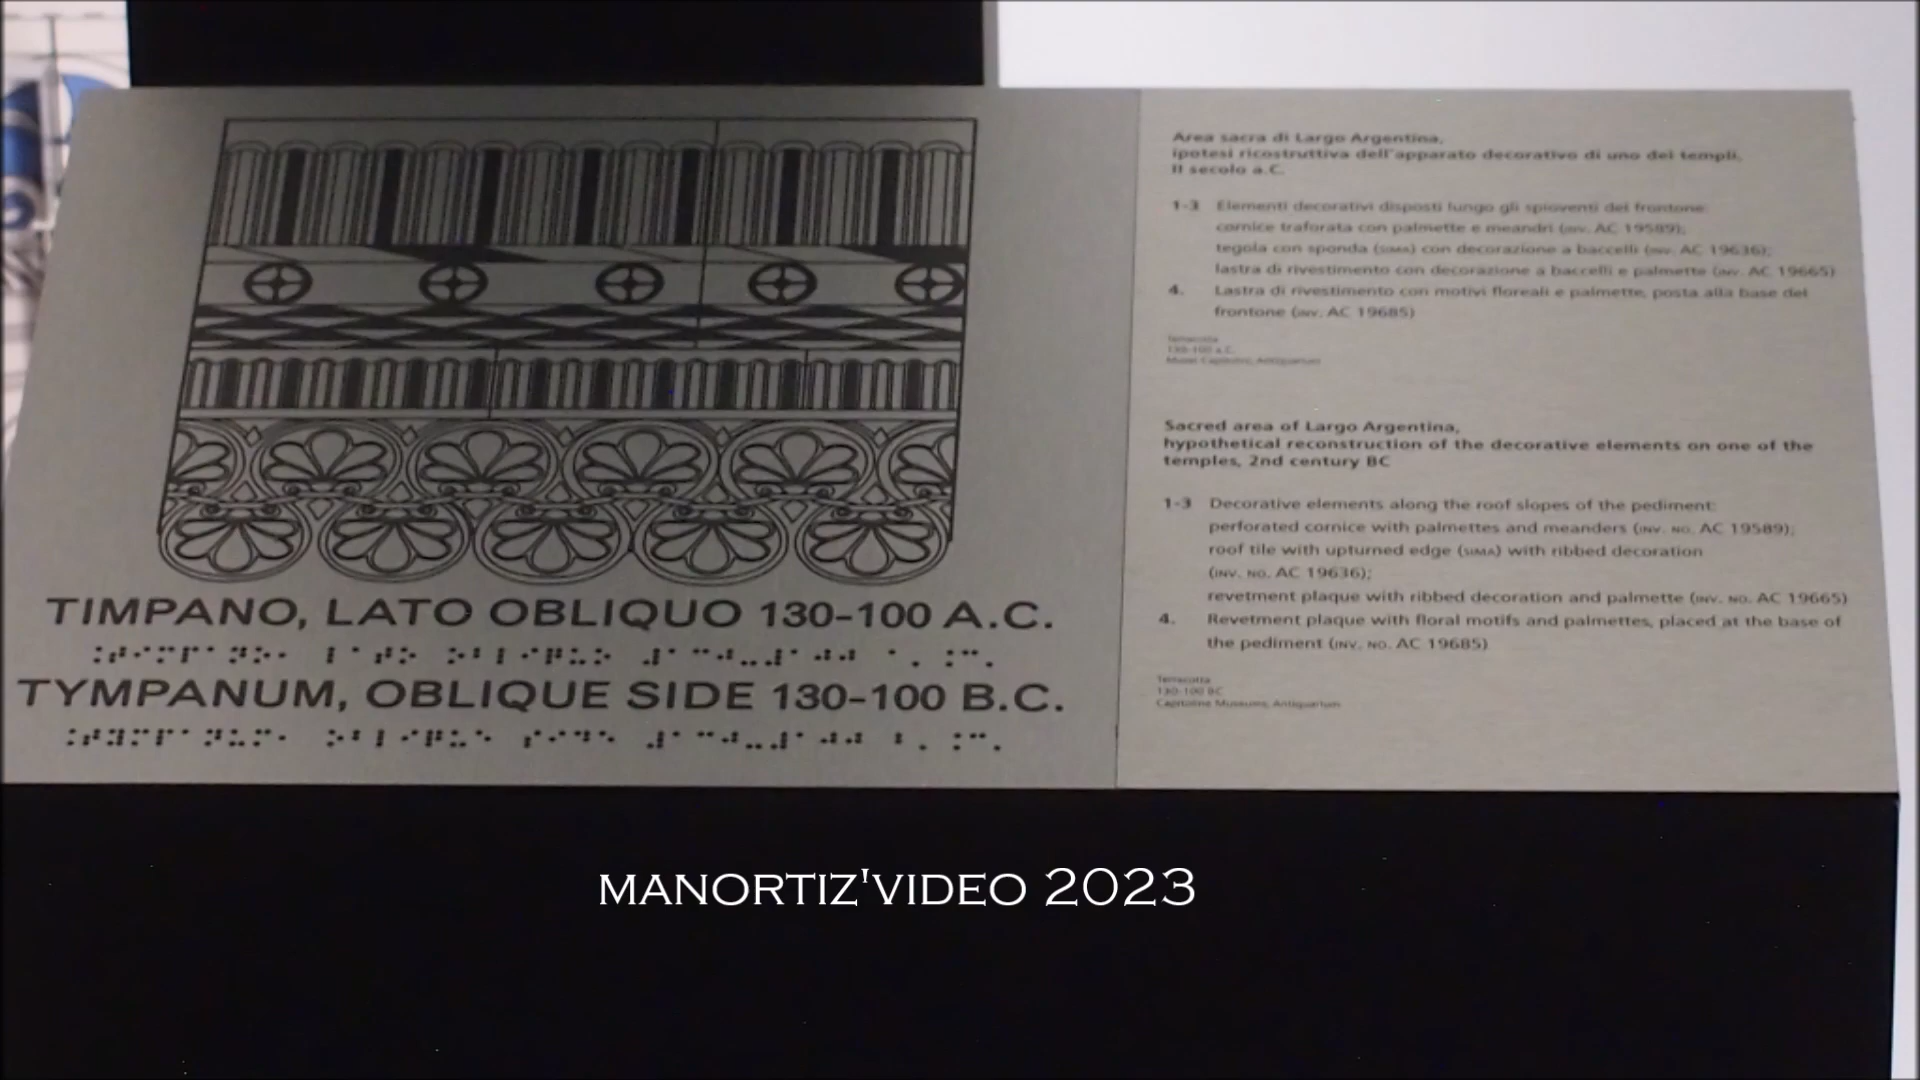 TIMPANO, LATO OBLIQUO 130-100 A.C.
TYMPANUM, OBLIQUE SIDE 130-100 B.C.
Area sacra di Largo Argentina,
ipotesi ricostruttiva dell'apparato decorativo di uno dei templi,
II secolo a.C.
1-3 Elementi decorativi disposti lungo gli spioventi del frontone:
cornice traforata con palmette e meandri (INV. AC 19589);
tegola con sponda (SIMA) con decorazione a baccelli (INV. AC 19636);
lastra di rivestimento con decorazione a baccelli e palmette (INV. AC 19665)
4. Lastra di rivestimento con motivi floreali e palmette, posta alla base del
frontone (INV. AC 19685)
Terracotta
130-100 a.C.
Musei Capitolini, Antiquarium
Sacred area of Largo Argentina,
hypothetical reconstruction of the decorative elements on one of the
temples, 2nd century BC
1-3 Decorative elements along the roof slopes of the pediment:
perforated cornice with palmettes and meanders (INV. NO. AC 19589);
roof tile with upturned edge (SIMA) with ribbed decoration
(INV. NO. AC 19636);
revetment plaque with ribbed decoration and palmette (INV. NO. AC 19665)
4. Revetment plaque with floral motifs and palmettes, placed at the base of
the pediment (INV. NO. AC 19685)
Terracotta
130-100 BC
Capitoline Museums, Antiquarium
MANORTIZ'VIDEO 2023